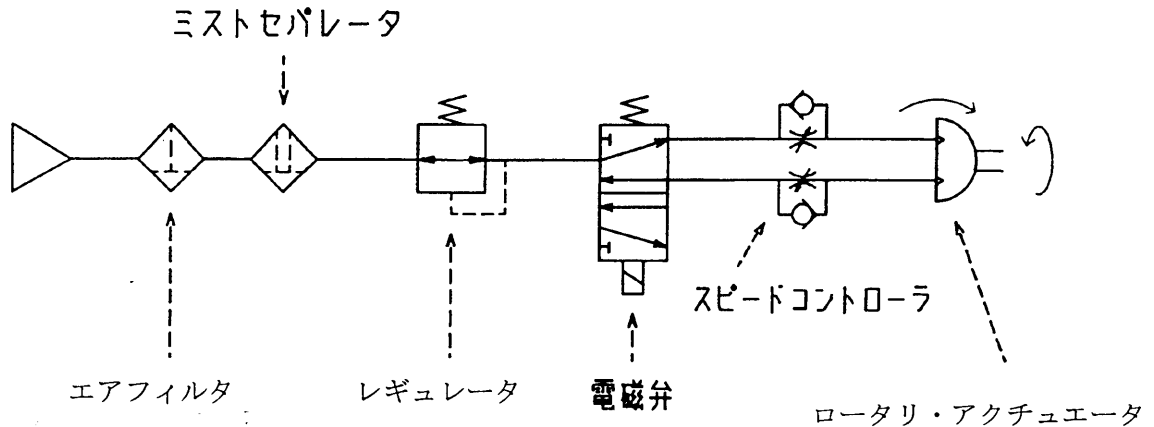 ミストセパレータ
スピードコントローラ
エアフィルタ
レギュレータ
電磁弁
ロータリ・アクチュエータ